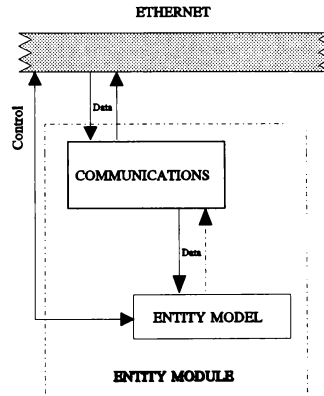 ETHERNET
Data
Control
COMMUNICATIONS
Data
ENTITY MODEL
ENTITY MODULE